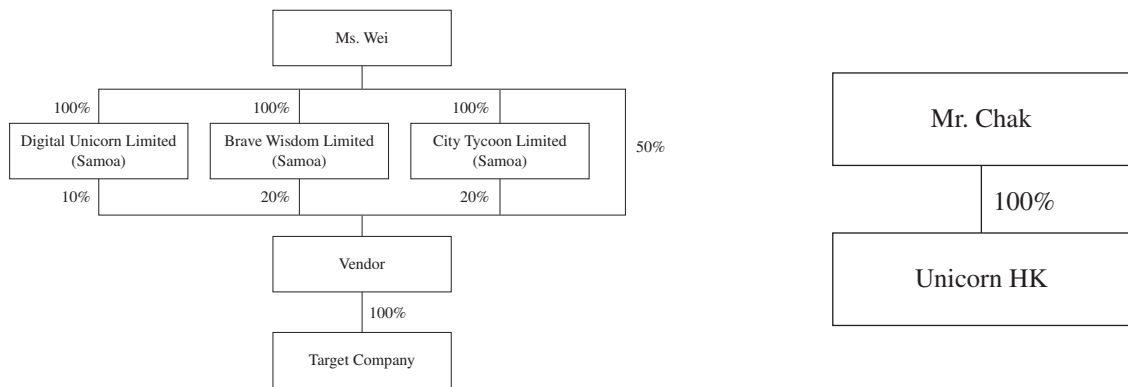 Ms. Wei
100%
100%
100%
Digital Unicorn Limited
(Samoa)
Brave Wisdom Limited
(Samoa)
City Tycoon Limited
(Samoa)
50%
10%
20%
20%
Vendor
100%
Target Company
Mr. Chak
100%
Unicorn HK